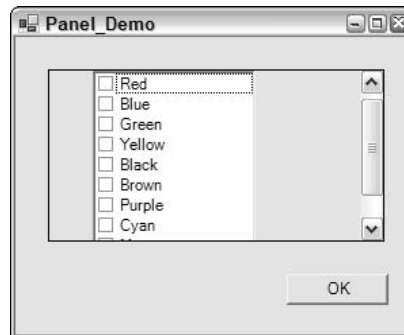 Panel_Demo
Red
Blue
Green
Yellow
Black
Brown
Purple
Cyan
OK